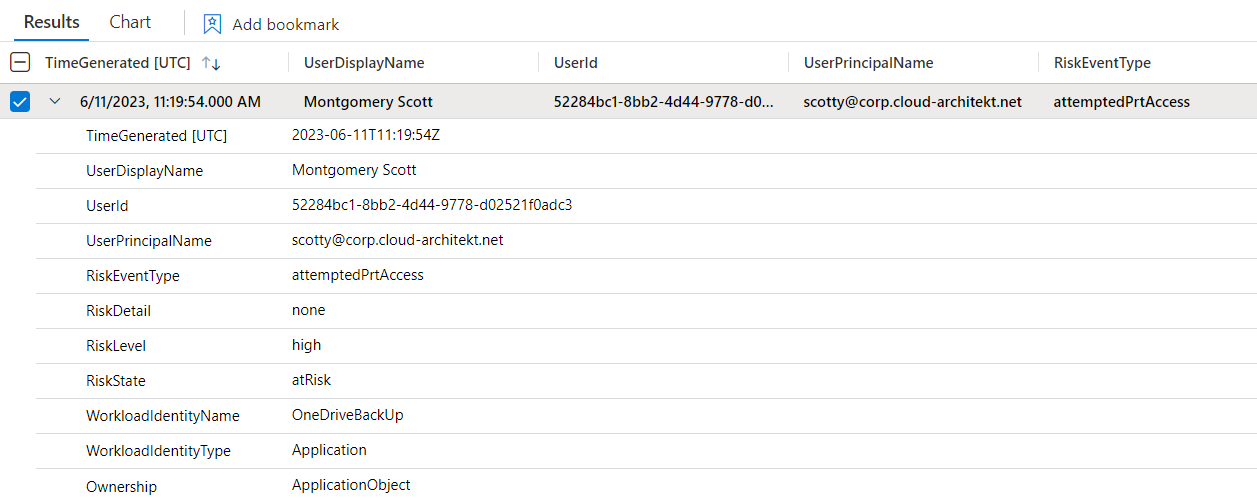 Results Chart Add bookmark
TimeGenerated [UTC] ↑↓ UserDisplayName UserId UserPrincipalName RiskEventType
6/11/2023, 11:19:54.000 AM Montgomery Scott 52284bc1-8bb2-4d44-9778-d0... scotty@corp.cloud-architekt.net attemptedPrtAccess
TimeGenerated [UTC] 2023-06-11T11:19:54Z
UserDisplayName Montgomery Scott
UserId 52284bc1-8bb2-4d44-9778-d02521f0adc3
UserPrincipalName scotty@corp.cloud-architekt.net
RiskEventType attemptedPrtAccess
RiskDetail none
RiskLevel high
RiskState atRisk
WorkloadIdentityName OneDriveBackUp
WorkloadIdentityType Application
Ownership ApplicationObject